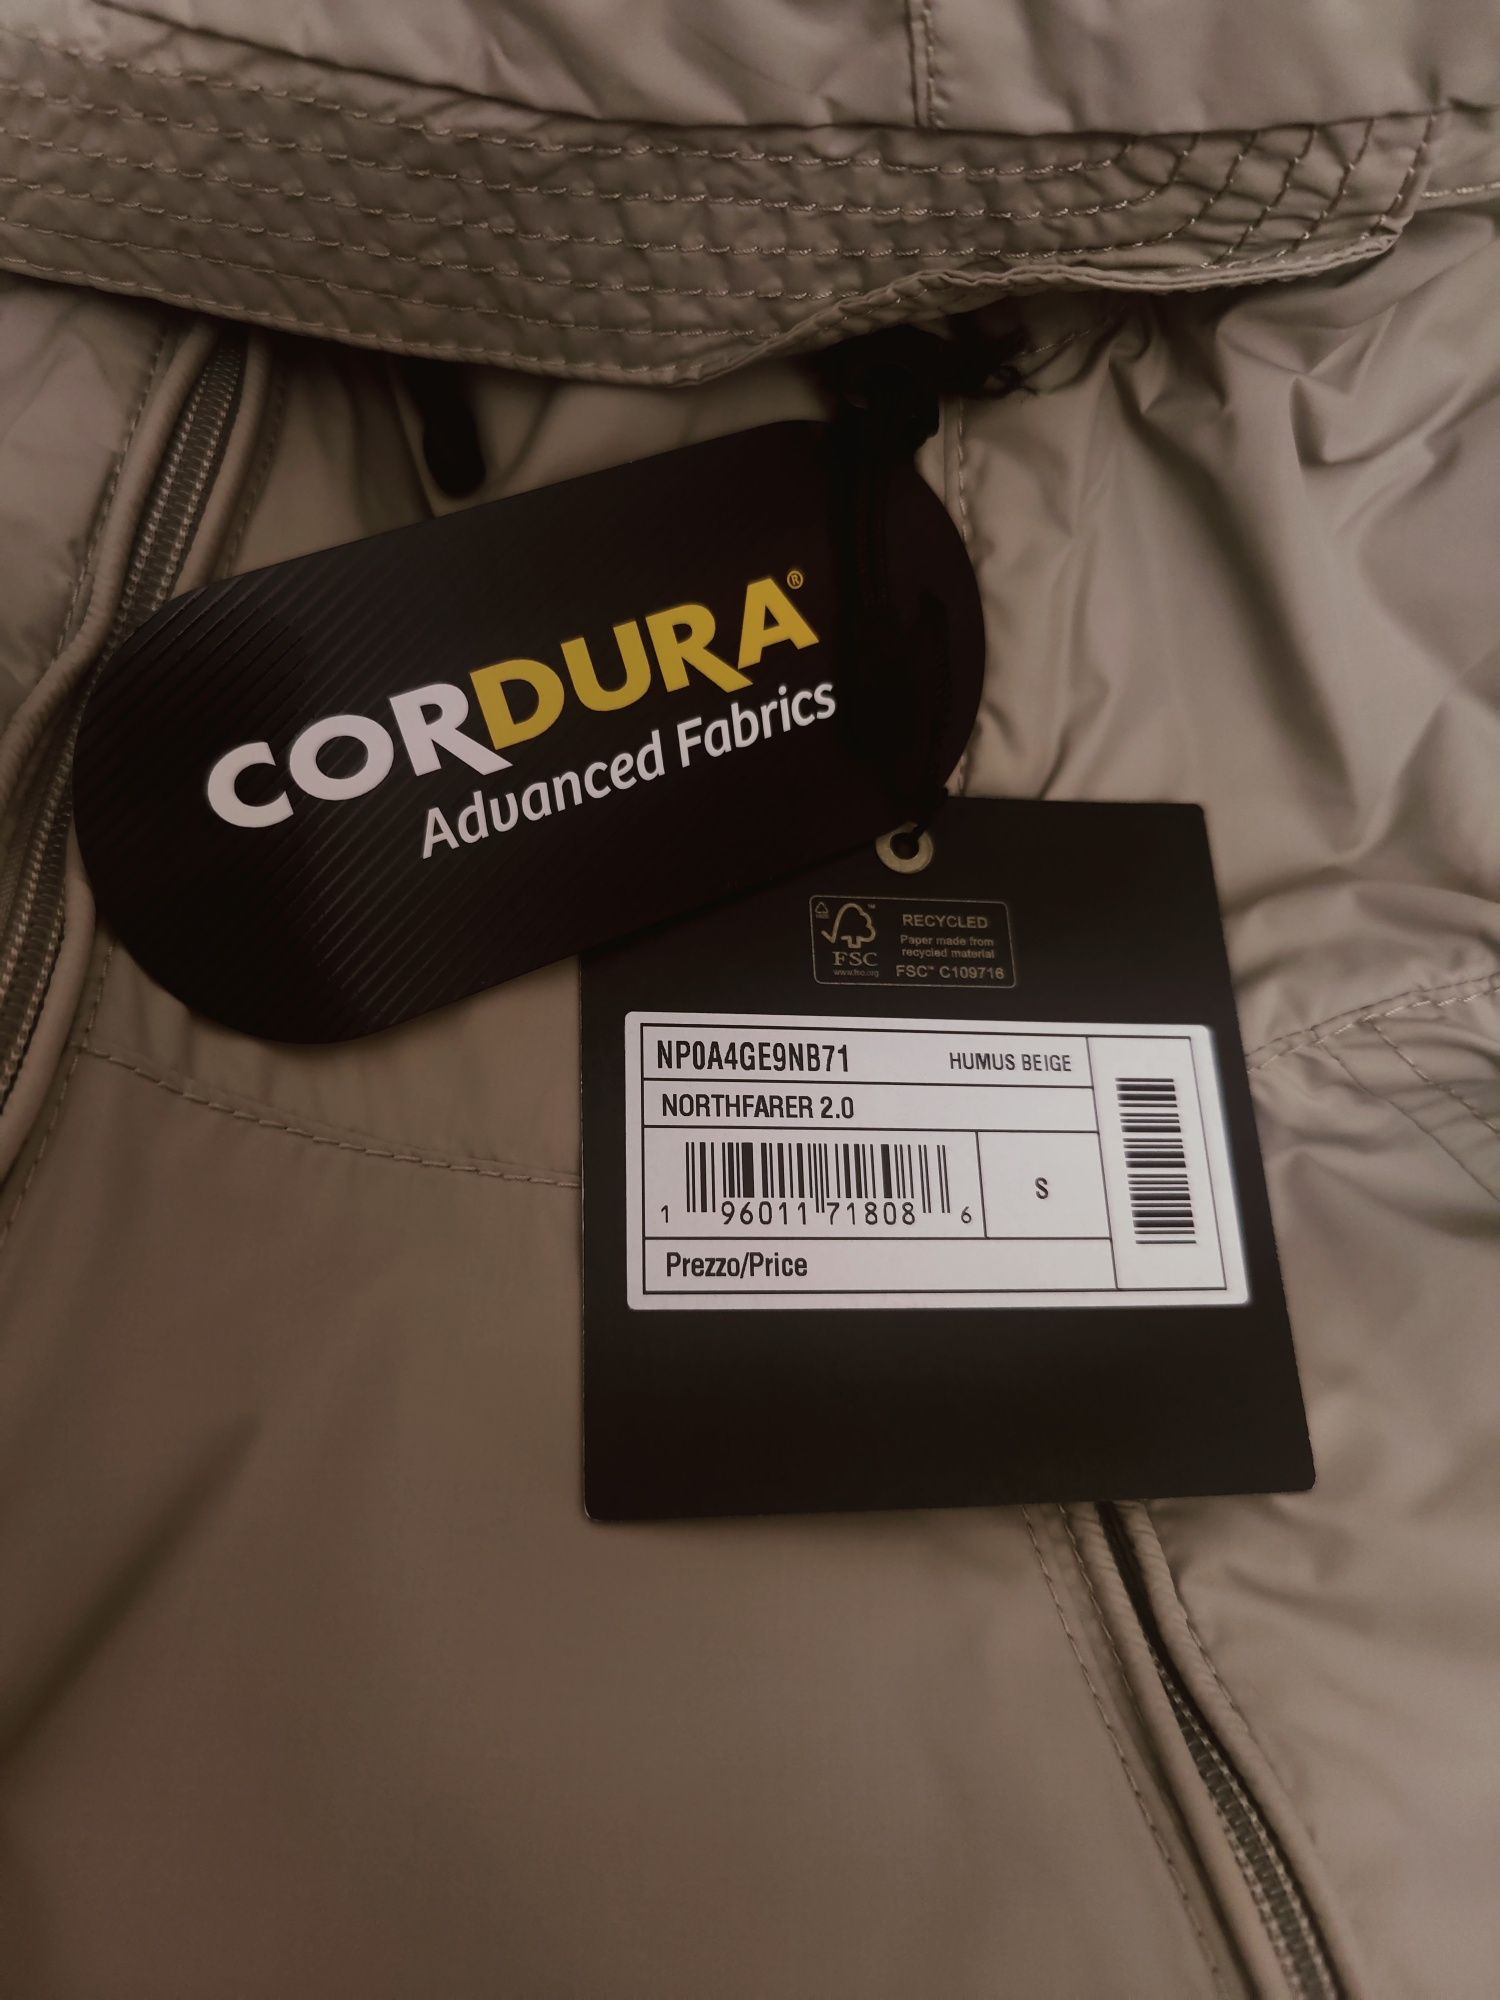 CORDURA®
Advanced Fabrics
FSC
www.fsc.org
RECYCLED
Paper made from
recycled material
FSC™ C109716
NP0A4GE9NB71 HUMUS BEIGE
NORTHFARER 2.0
1 96011 71808 6
S
Prezzo/Price